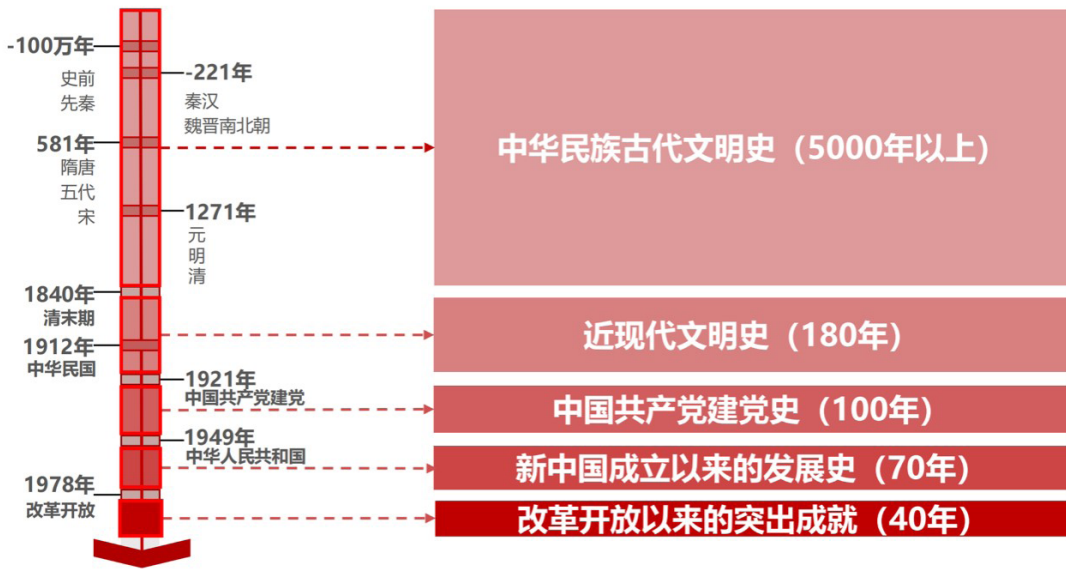 -100万年
史前
先秦
-221年
秦汉
魏晋南北朝
581年
隋唐
五代
宋
1271年
元
明
清
中华民族古代文明史（5000年以上）
1840年
清末期
1912年
中华民国
近现代文明史（180年）
1921年
中国共产党建党
中国共产党建党史（100年）
1949年
中华人民共和国
新中国成立以来的发展史（70年）
1978年
改革开放
改革开放以来的突出成就（40年）